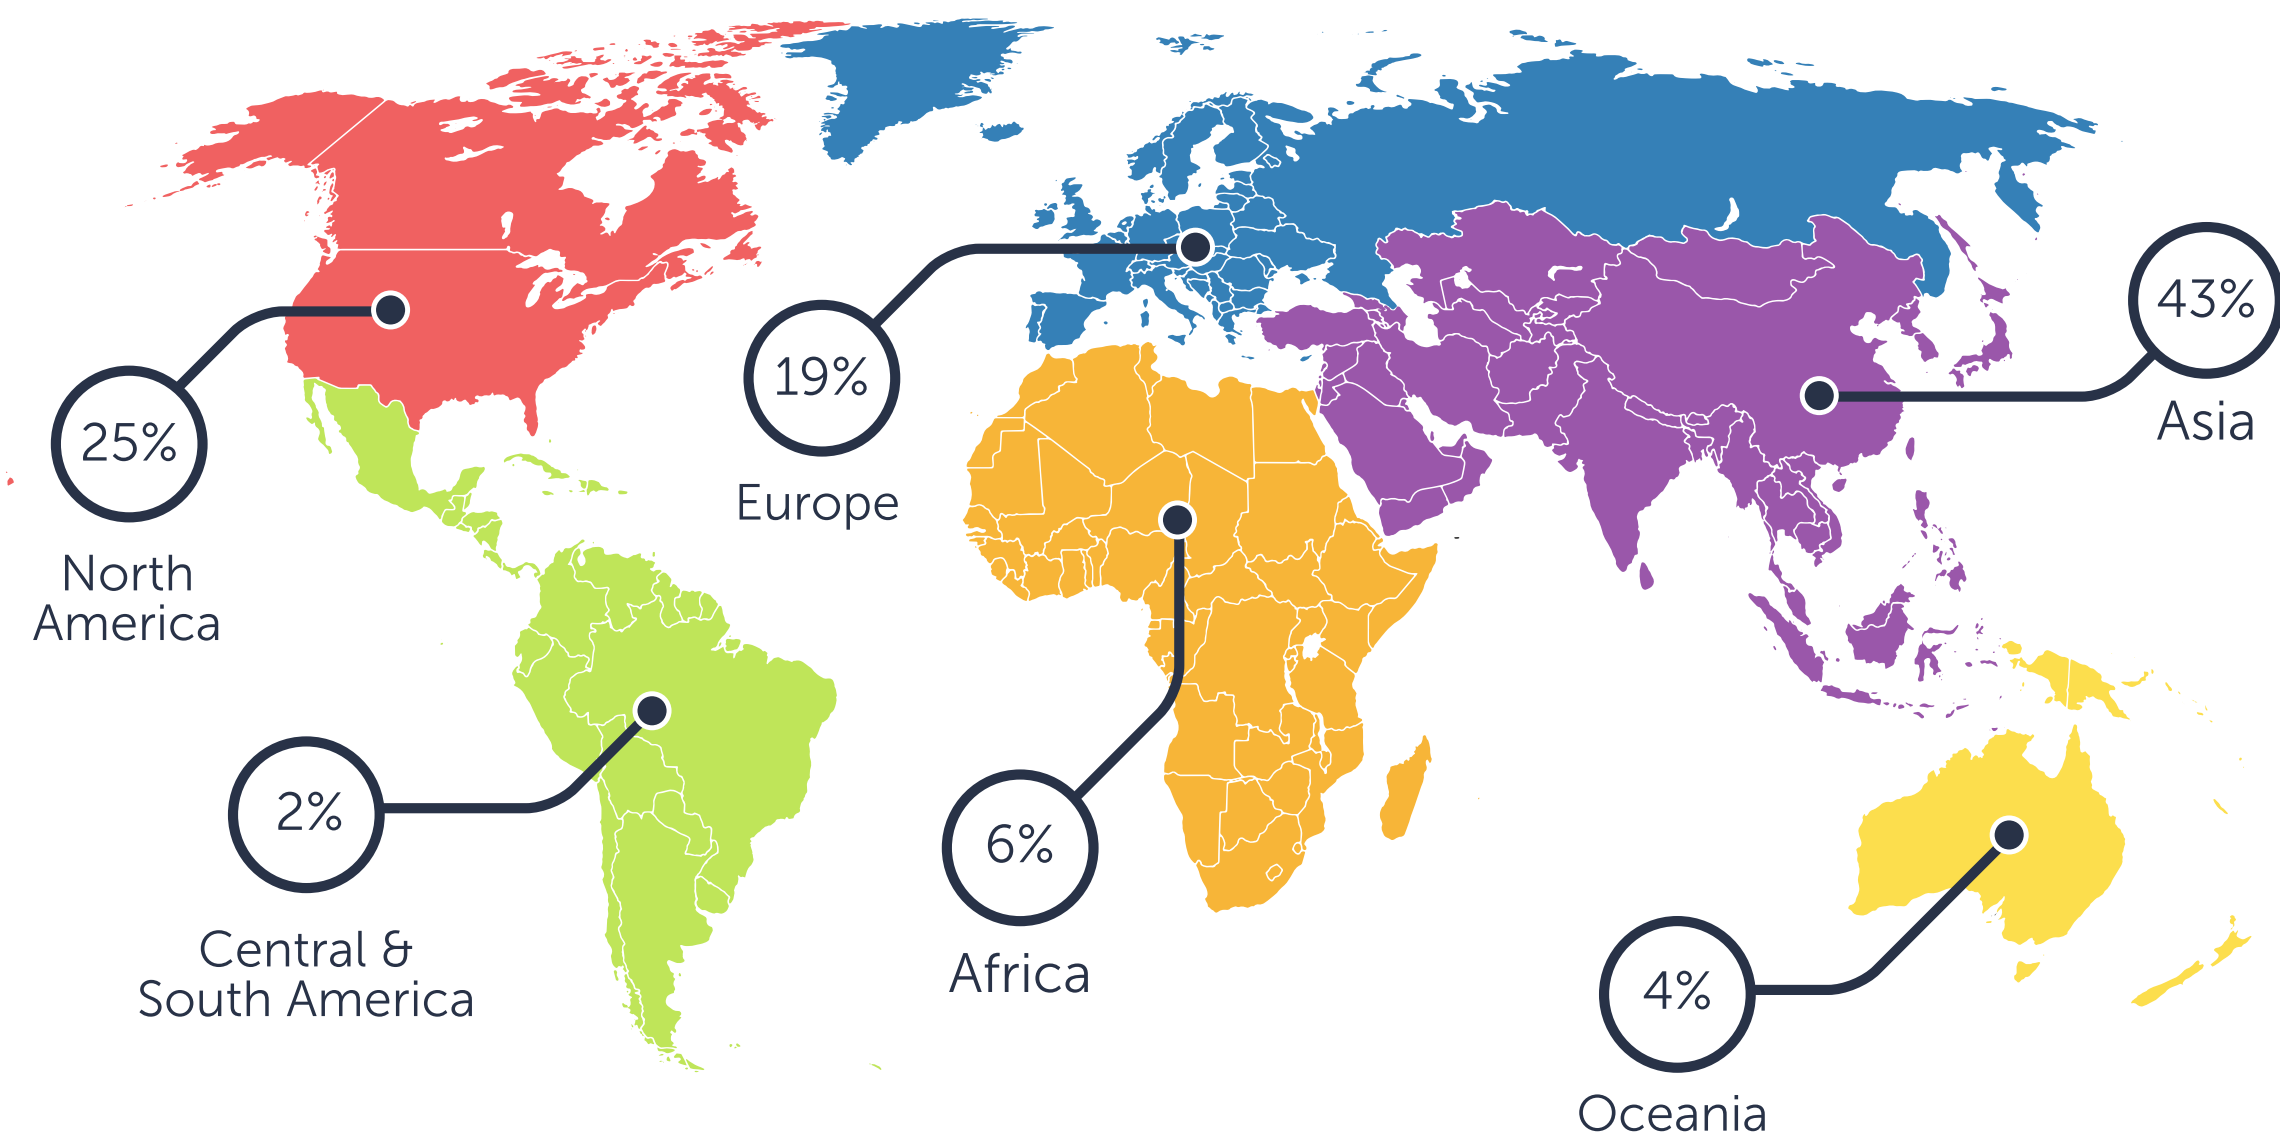 25%
North
America
19%
Europe
43%
Asia
2%
Central &
South America
6%
Africa
4%
Oceania